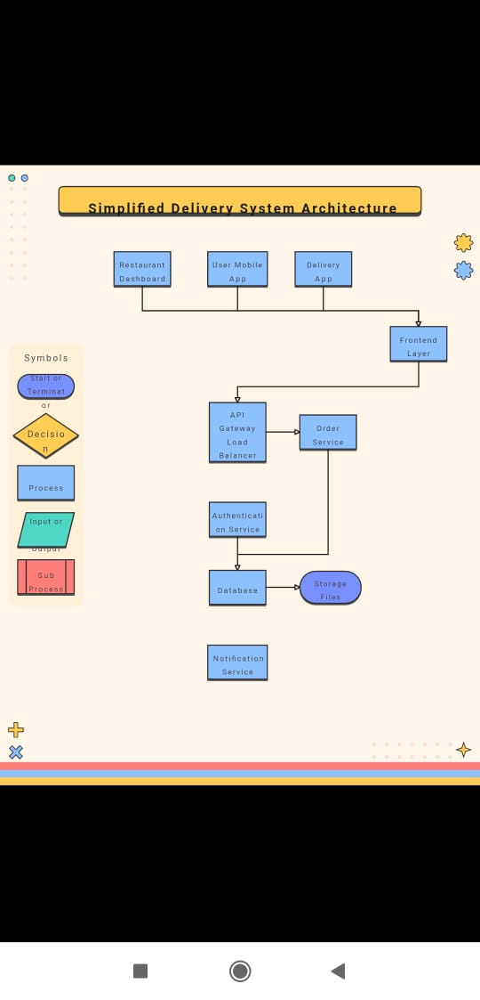 Simplified Delivery System Architecture
Restaurant
Dashboard
User Mobile
App
Delivery
App
Frontend
Layer
Symbols
Start or
Terminat
or
Decisio
n
Process
Input or
Output
Sub
Process
API
Gateway
Load
Balancer
Order
Service
Authenticati
on Service
Database
Storage
Files
Notification
Service